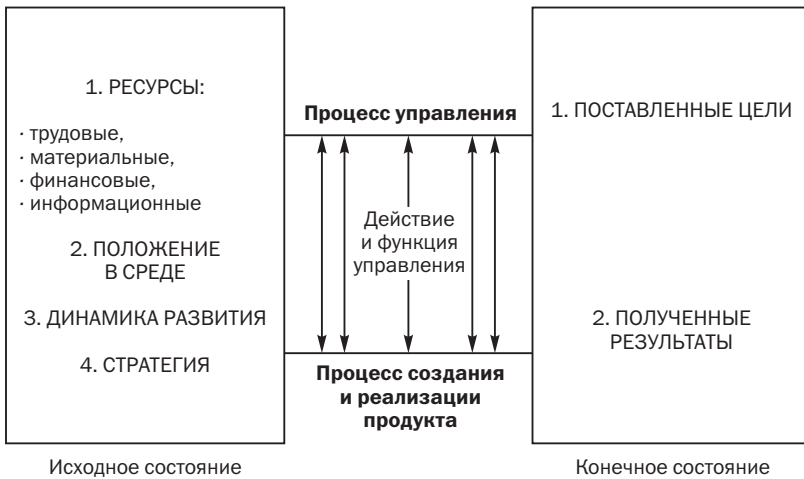 1. РЕСУРСЫ:
· трудовые,
· материальные,
· финансовые,
· информационные
2. ПОЛОЖЕНИЕ
В СРЕДЕ
3. ДИНАМИКА РАЗВИТИЯ
4. СТРАТЕГИЯ
Процесс управления
Действие
и функция
управления
Процесс создания
и реализации
продукта
1. ПОСТАВЛЕННЫЕ ЦЕЛИ
2. ПОЛУЧЕННЫЕ
РЕЗУЛЬТАТЫ
Исходное состояние
Конечное состояние